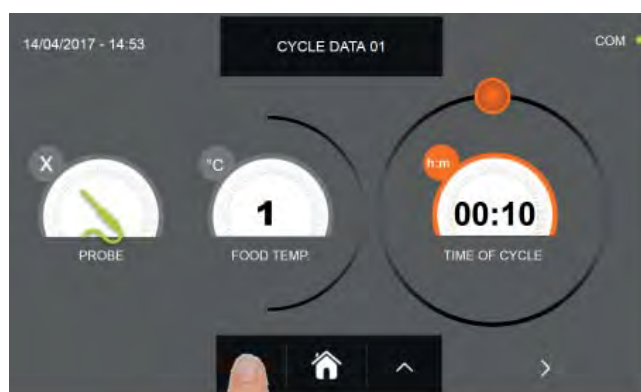 14/04/2017 - 14:53
CYCLE DATA 01
COM
X
°C
h:m
1
00:10
PROBE
FOOD TEMP.
TIME OF CYCLE